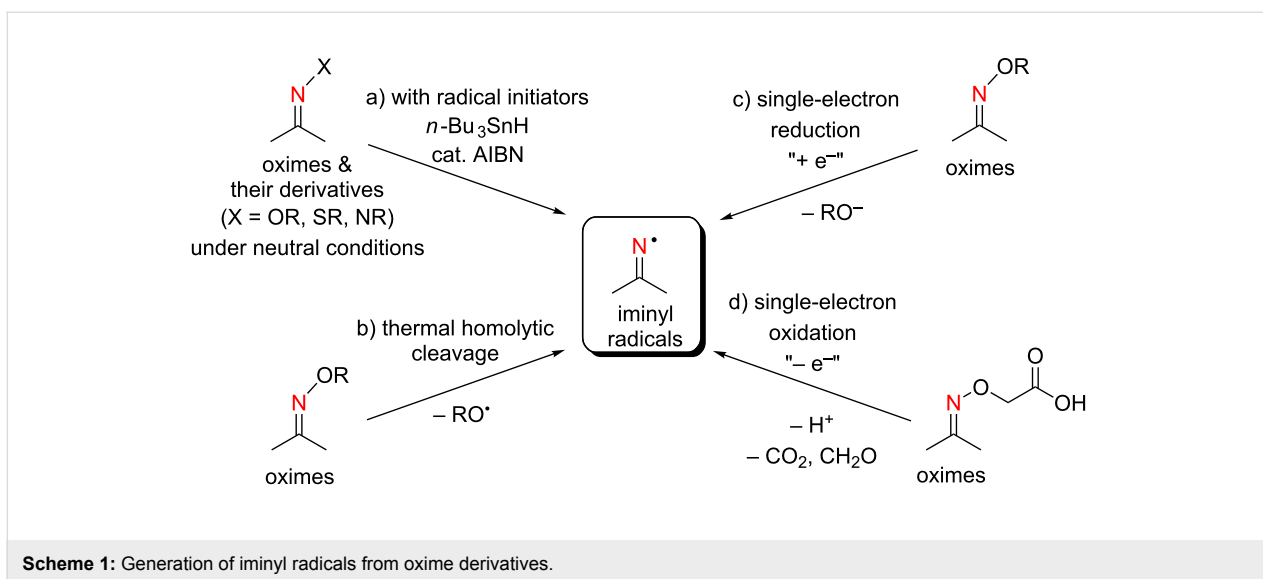 X
N
oximes &
their derivatives
(X = OR, SR, NR)
under neutral conditions
a) with radical initiators
n-Bu₃SnH
cat. AIBN
c) single-electron
reduction
"+ e⁻"
– RO⁻
OR
N
oximes
N•
iminyl
radicals
b) thermal homolytic
cleavage
– RO•
OR
N
oximes
d) single-electron
oxidation
"– e⁻"
– H⁺
– CO₂, CH₂O
O
O
N
OH
oximes
Scheme 1: Generation of iminyl radicals from oxime derivatives.